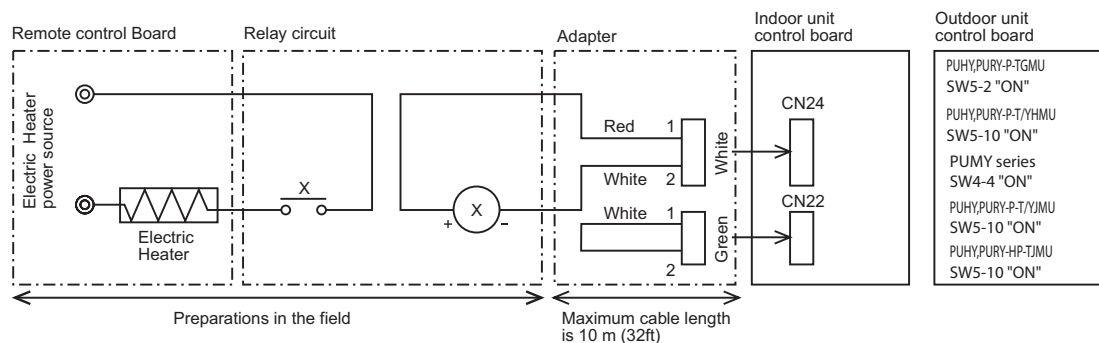 Remote control Board
Relay circuit
Adapter
Indoor unit
control board
Outdoor unit
control board
Electric Heater
power source
Electric
Heater
X
X
+
–
Red
1
White
2
White
White
1
2
Green
CN24
CN22
PUHY,PURY-P-TGMU
SW5-2 "ON"
PUHY,PURY-P-T/YHMU
SW5-10 "ON"
PUMY series
SW4-4 "ON"
PUHY,PURY-P-T/YJMU
SW5-10 "ON"
PUHY,PURY-HP-TJMU
SW5-10 "ON"
Preparations in the field
Maximum cable length
is 10 m (32ft)